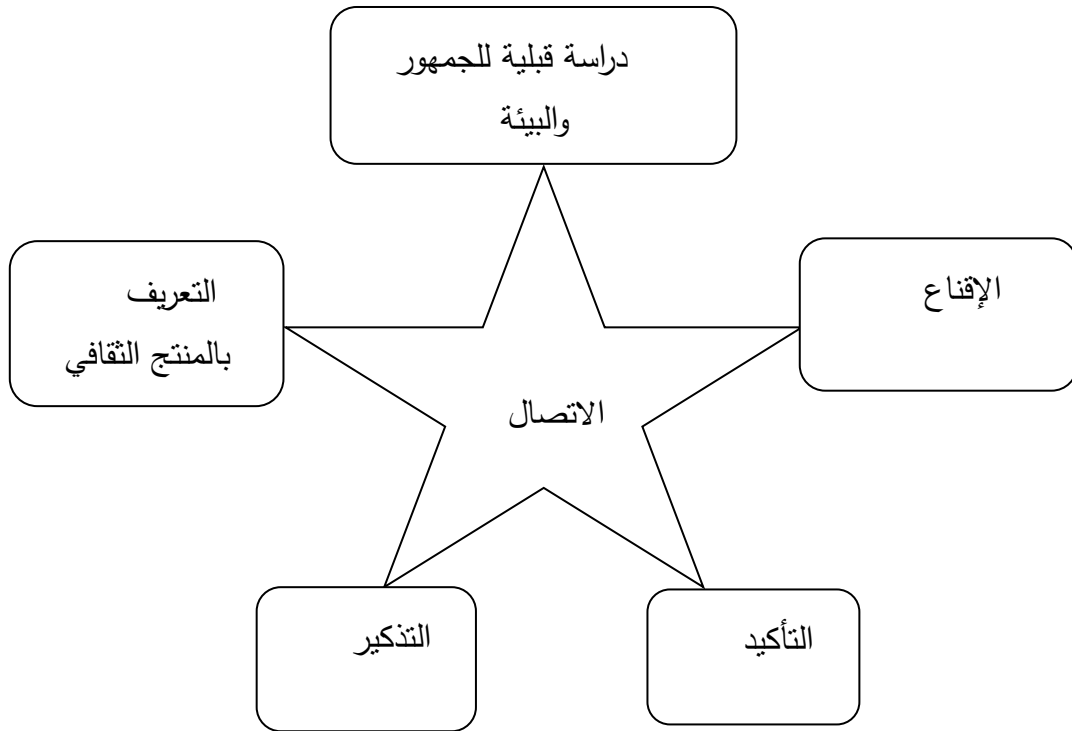 دراسة قبلية للجمهور
والبيئة
الإقناع
التعريف
بالمنتج الثقافي
الاتصال
التأكيد
التذكير